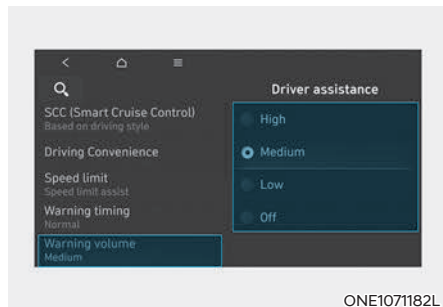 Driver assistance
SCC (Smart Cruise Control)
Based on driving style
Driving Convenience
Speed limit
Speed limit assist
Warning timing
Normal
Warning volume
Medium
High
Medium
Low
Off
ONE1071182L